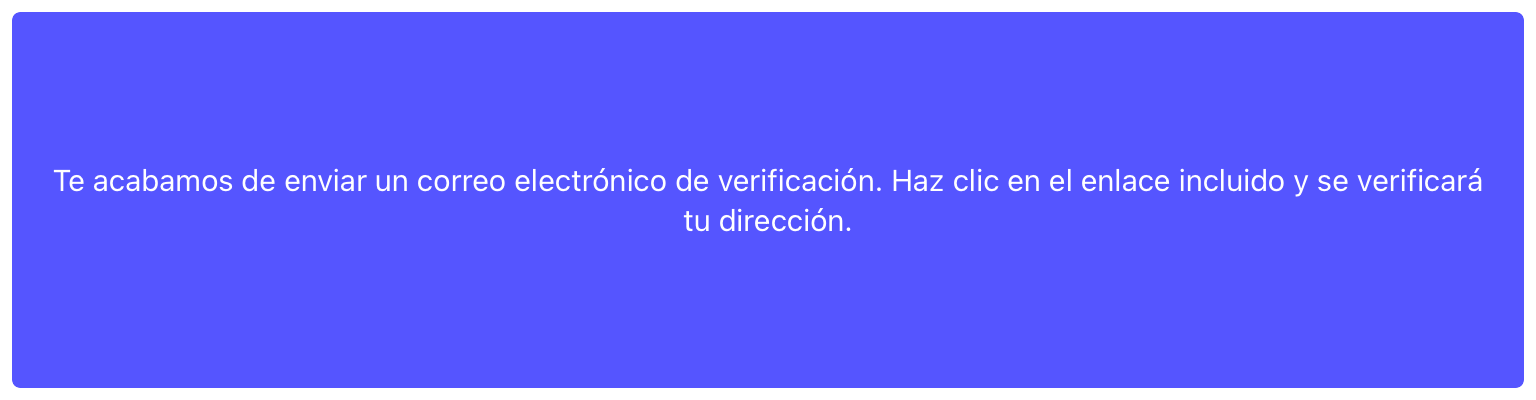 Te acabamos de enviar un correo electrónico de verificación. Haz clic en el enlace incluido y se verificará
tu dirección.